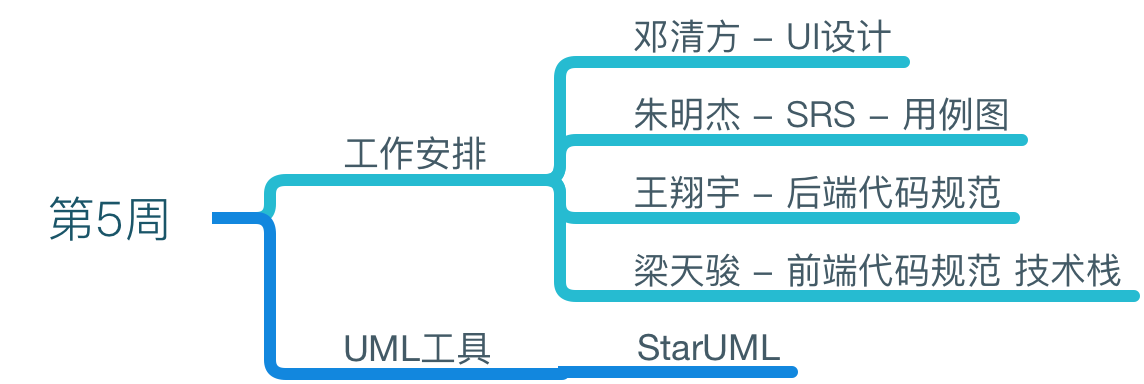 第5周
工作安排
邓清方 – UI设计
朱明杰 – SRS – 用例图
王翔宇 – 后端代码规范
梁天骏 – 前端代码规范 技术栈
UML工具
StarUML